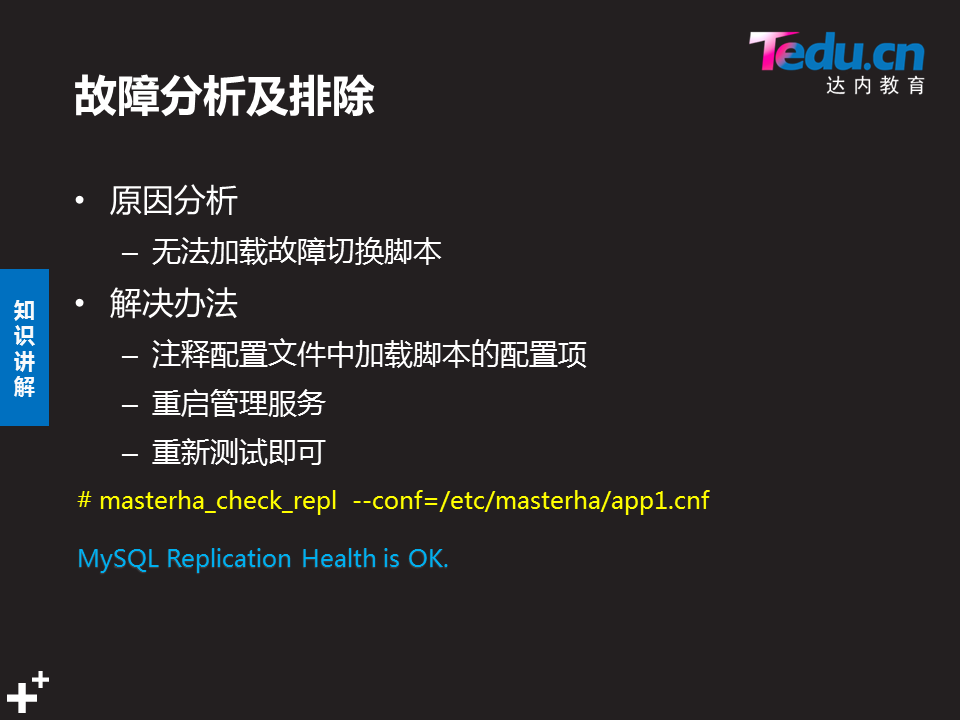 Tedu.cn
达内教育
故障分析及排除
• 原因分析
– 无法加载故障切换脚本
• 解决办法
– 注释配置文件中加载脚本的配置项
– 重启管理服务
– 重新测试即可
知
识
讲
解
# masterha_check_repl --conf=/etc/masterha/app1.cnf
MySQL Replication Health is OK.